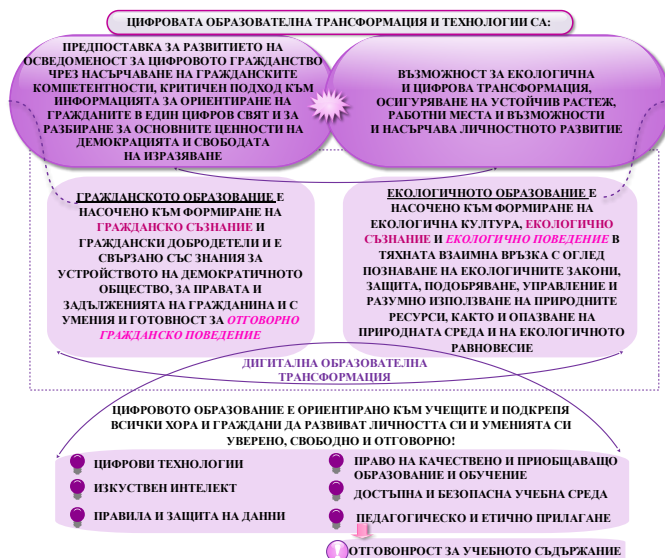 ЦИФРОВАТА ОБРАЗОВАТЕЛНА ТРАНСФОРМАЦИЯ И ТЕХНОЛОГИИ СА:
ПРЕДПОСТАВКА ЗА РАЗВИТИЕТО НА
ОСВЕДОМЕНОСТ ЗА ЦИФРОВОТО ГРАЖДАНСТВО
ЧРЕЗ НАСЪРЧАВАНЕ НА ГРАЖДАНСКИТЕ
КОМПЕТЕНТНОСТИ, КРИТИЧЕН ПОДХОД КЪМ
ИНФОРМАЦИЯТА ЗА ОРИЕНТИРАНЕ НА
ГРАЖДАНИТЕ В ЕДИН ЦИФРОВ СВЯТ И ЗА
РАЗБИРАНЕ ЗА ОСНОВНИТЕ ЦЕННОСТИ НА
ДЕМОКРАЦИЯТА И СВОБОДАТА
НА ИЗРАЗЯВАНЕ
ВЪЗМОЖНОСТ ЗА ЕКОЛОГИЧНА
И ЦИФРОВА ТРАНСФОРМАЦИЯ,
ОСИГУРЯВАНЕ НА УСТОЙЧИВ РАСТЕЖ,
РАБОТНИ МЕСТА И ВЪЗМОЖНОСТИ
И НАСЪРЧАВА ЛИЧНОСТНОТО РАЗВИТИЕ
ГРАЖДАНСКОТО ОБРАЗОВАНИЕ Е
НАСОЧЕНО КЪМ ФОРМИРАНЕ НА
ГРАЖДАНСКО СЪЗНАНИЕ И
ГРАЖДАНСКИ ДОБРОДЕТЕЛИ И Е
СВЪРЗАНО СЪС ЗНАНИЯ ЗА
УСТРОЙСТВОТО НА ДЕМОКРАТИЧНОТО
ОБЩЕСТВО, ЗА ПРАВАТА И
ЗАДЪЛЖЕНИЯТА НА ГРАЖДАНИНА И С
УМЕНИЯ И ГОТОВНОСТ ЗА ОТГОВОРНО
ГРАЖДАНСКО ПОВЕДЕНИЕ
ЕКОЛОГИЧНОТО ОБРАЗОВАНИЕ Е
НАСОЧЕНО КЪМ ФОРМИРАНЕ НА
ЕКОЛОГИЧНА КУЛТУРА, ЕКОЛОГИЧНО
СЪЗНАНИЕ И ЕКОЛОГИЧНО ПОВЕДЕНИЕ В
ТЯХНАТА ВЗАИМНА ВРЪЗКА С ОГЛЕД
ПОЗНАВАНЕ НА ЕКОЛОГИЧНИТЕ ЗАКОНИ,
ЗАЩИТА, ПОДОБРЯВАНЕ, УПРАВЛЕНИЕ И
РАЗУМНО ИЗПОЛЗВАНЕ НА ПРИРОДНИТЕ
РЕСУРСИ, КАКТО И ОПАЗВАНЕ НА
ПРИРОДНАТА СРЕДА И НА ЕКОЛОГИЧНОТО
РАВНОВЕСИЕ
ДИГИТАЛНА ОБРАЗОВАТЕЛНА
ТРАНСФОРМАЦИЯ
ЦИФРОВОТО ОБРАЗОВАНИЕ Е ОРИЕНТИРАНО КЪМ УЧЕЩИТЕ И ПОДКРЕПЯ
ВСИЧКИ ХОРА И ГРАЖДАНИ ДА РАЗВИВАТ ЛИЧНОСТТА СИ И УМЕНИЯТА СИ
УВЕРЕНО, СВОБОДНО И ОТГОВОРНО!
ЦИФРОВИ ТЕХНОЛОГИИ
ИЗКУСТВЕН ИНТЕЛЕКТ
ПРАВИЛА И ЗАЩИТА НА ДАННИ
ПРАВО НА КАЧЕСТВЕНО И ПРИОБЩАВАЩО
ОБРАЗОВАНИЕ И ОБУЧЕНИЕ
ДОСТЪПНА И БЕЗОПАСНА УЧЕБНА СРЕДА
ПЕДАГОГИЧЕСКО И ЕТИЧНО ПРИЛАГАНЕ
ОТГОВОНРОСТ ЗА УЧЕБНОТО СЪДЪРЖАНИЕ